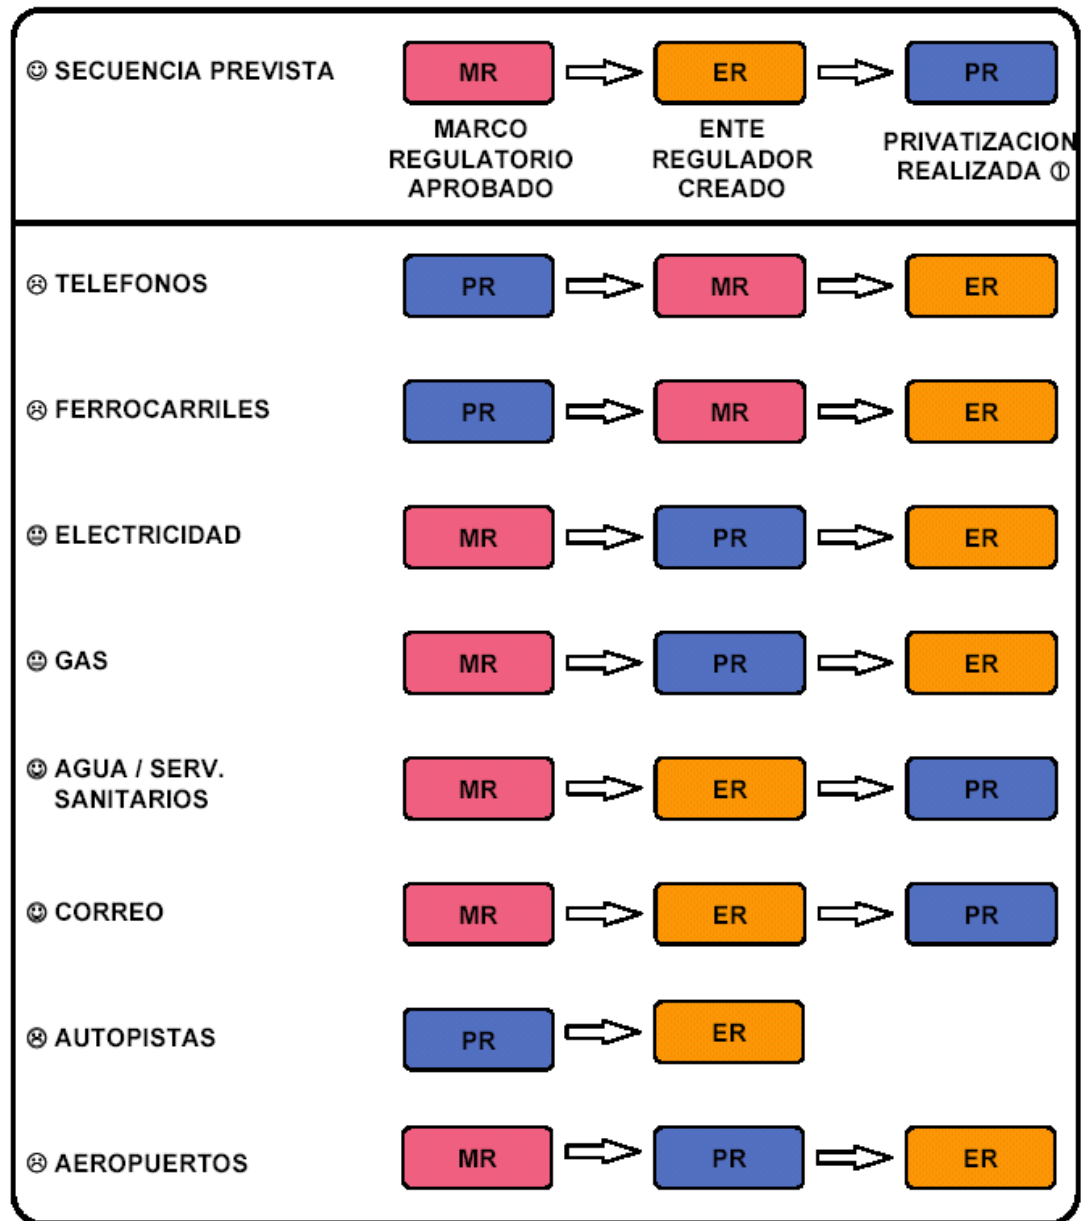 ☺ SECUENCIA PREVISTA MR ER PR
MARCO REGULATORIO APROBADO
ENTE REGULADOR CREADO
PRIVATIZACION REALIZADA ①
☹ TELEFONOS PR MR ER
☹ FERROCARRILES PR MR ER
😐 ELECTRICIDAD MR PR ER
😐 GAS MR PR ER
☺ AGUA / SERV.
SANITARIOS MR ER PR
☺ CORREO MR ER PR
☹ AUTOPISTAS PR ER
☹ AEROPUERTOS MR PR ER